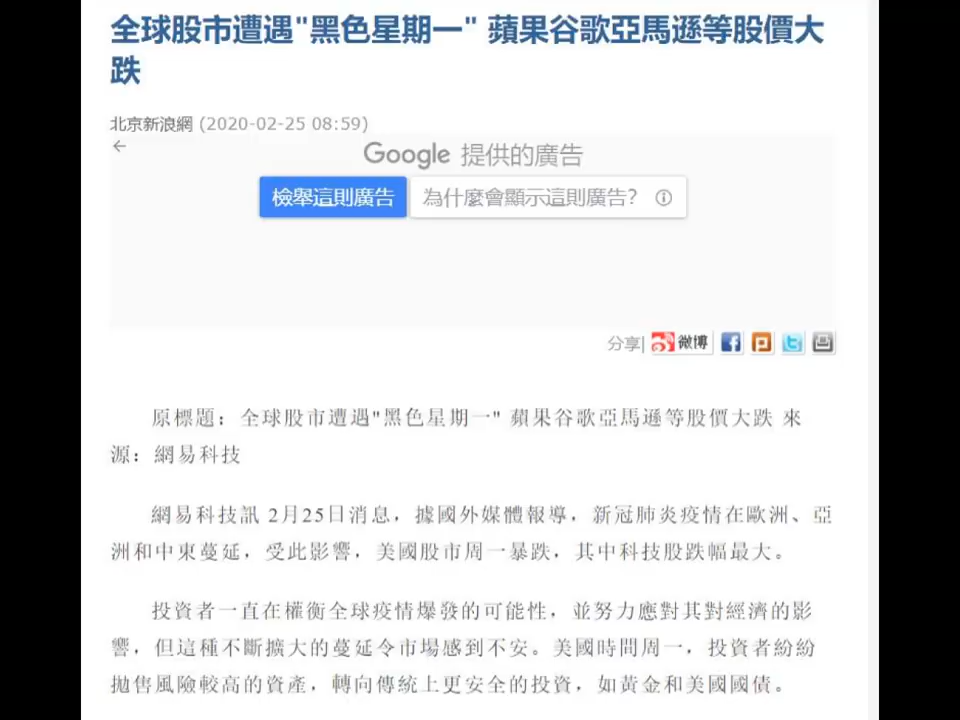 全球股市遭遇"黑色星期一" 蘋果谷歌亞馬遜等股價大
跌
北京新浪網 (2020-02-25 08:59)
Google 提供的廣告
檢舉這則廣告 為什麼會顯示這則廣告?
分享| 微博
原標題：全球股市遭遇"黑色星期一" 蘋果谷歌亞馬遜等股價大跌 來
源：網易科技
網易科技訊 2月25日消息，據國外媒體報導，新冠肺炎疫情在歐洲、亞
洲和中東蔓延，受此影響，美國股市周一暴跌，其中科技股跌幅最大。
投資者一直在權衡全球疫情爆發的可能性，並努力應對其對經濟的影
響，但這種不斷擴大的蔓延令市場感到不安。美國時間周一，投資者紛紛
拋售風險較高的資產，轉向傳統上更安全的投資，如黃金和美國國債。